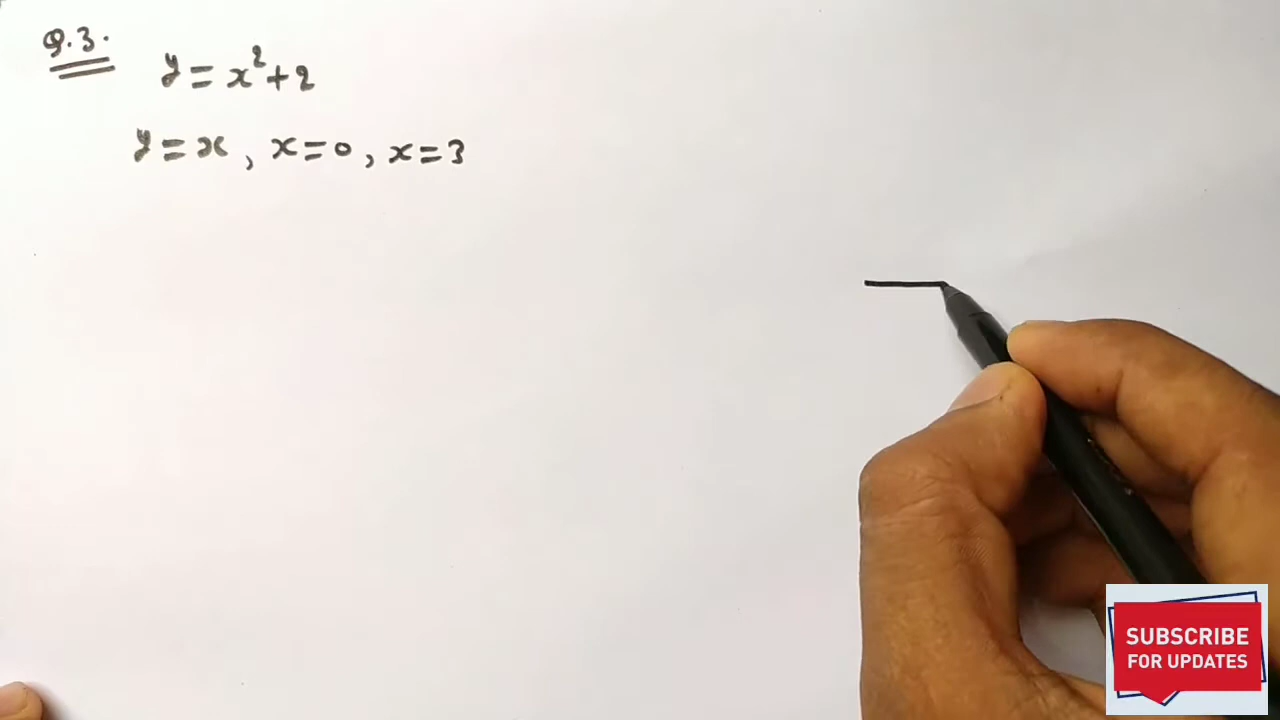 Q.3.
y = x² + 2
y = x, x = 0, x = 3
SUBSCRIBE
FOR UPDATES